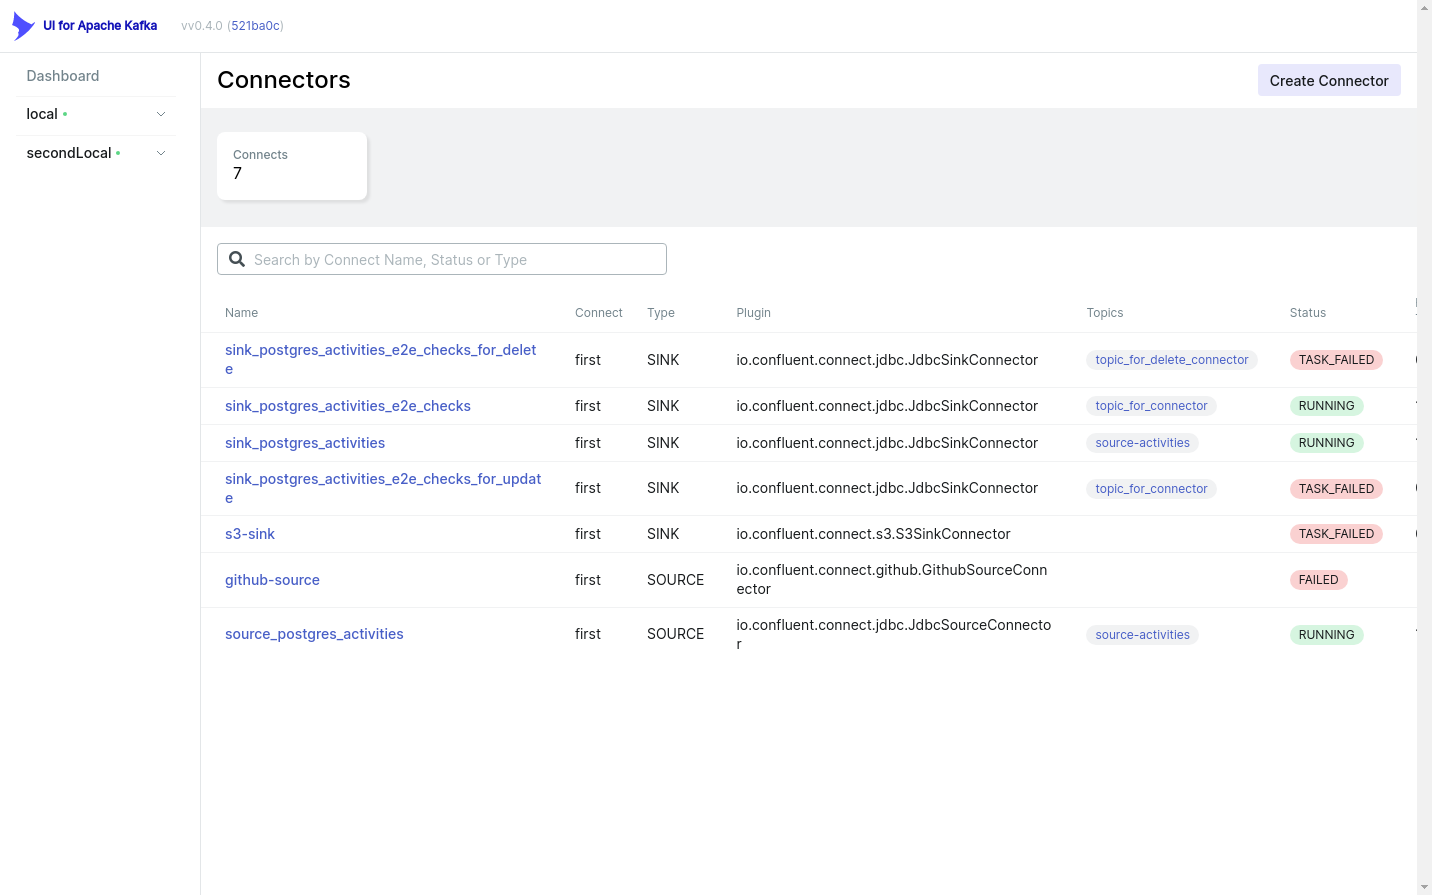 UI for Apache Kafka vv0.4.0 (521ba0c)
Dashboard
local
secondLocal
Connectors
Create Connector
Connects
7
Search by Connect Name, Status or Type
Name Connect Type Plugin Topics Status
sink_postgres_activities_e2e_checks_for_delet
e
first SINK io.confluent.connect.jdbc.JdbcSinkConnector topic_for_delete_connector TASK_FAILED
sink_postgres_activities_e2e_checks first SINK io.confluent.connect.jdbc.JdbcSinkConnector topic_for_connector RUNNING
sink_postgres_activities first SINK io.confluent.connect.jdbc.JdbcSinkConnector source-activities RUNNING
sink_postgres_activities_e2e_checks_for_updat
e
first SINK io.confluent.connect.jdbc.JdbcSinkConnector topic_for_connector TASK_FAILED
s3-sink first SINK io.confluent.connect.s3.S3SinkConnector TASK_FAILED
github-source first SOURCE io.confluent.connect.github.GithubSourceConn
ector
FAILED
source_postgres_activities first SOURCE io.confluent.connect.jdbc.JdbcSourceConnecto
r
source-activities RUNNING